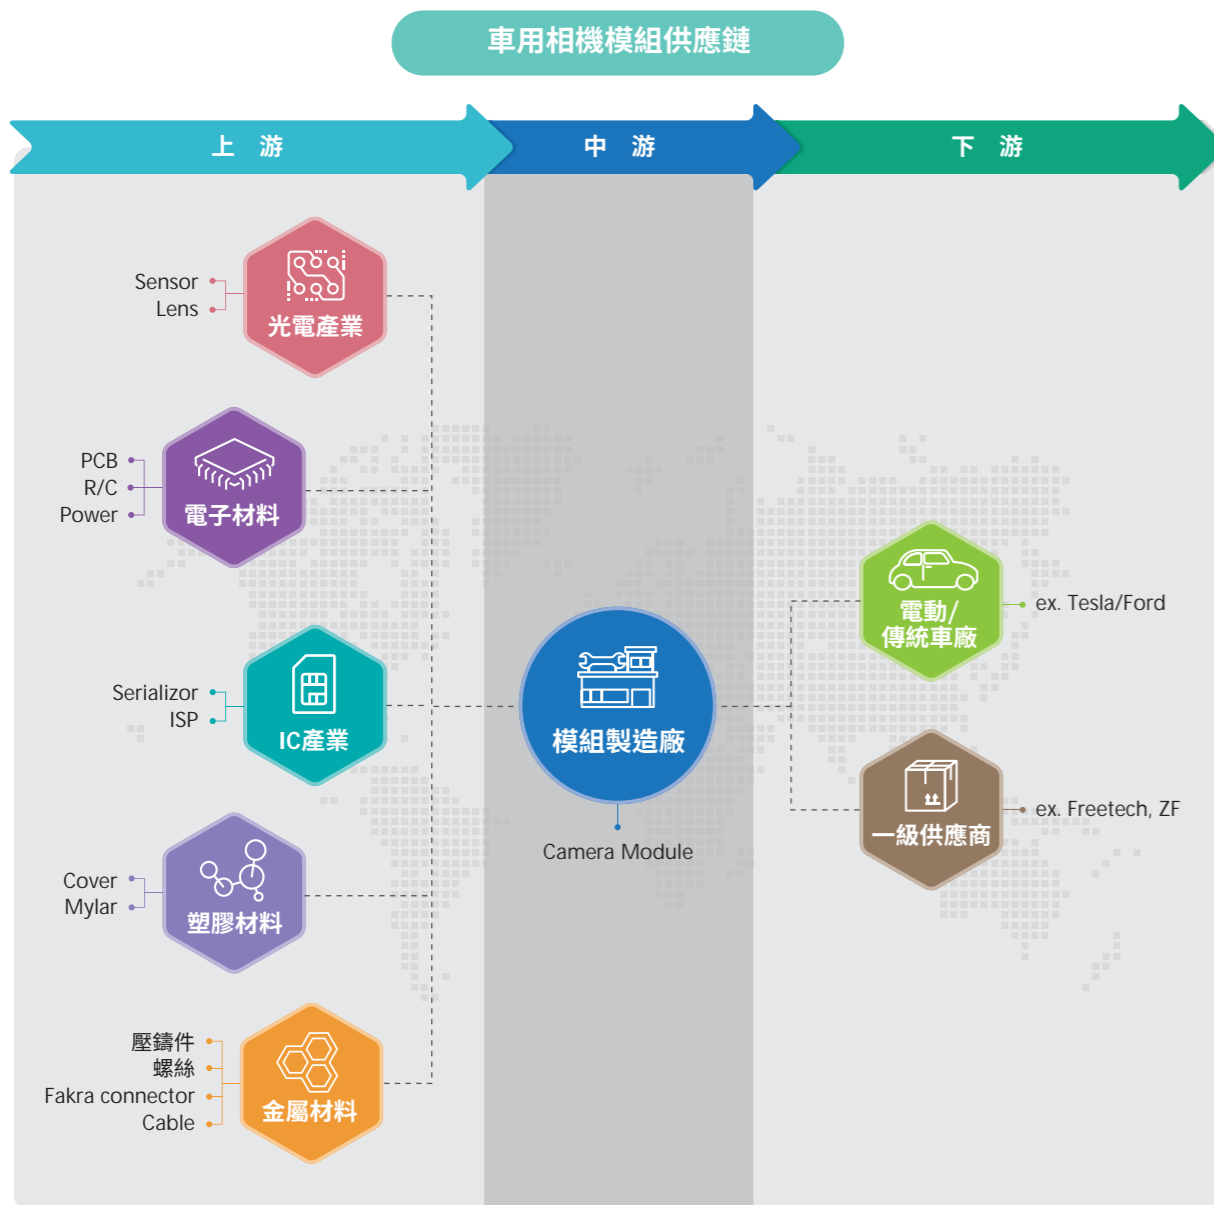 車用相機模組供應鏈
上 游
中 游
下 游
Sensor
Lens
光電產業
PCB
R/C
Power
電子材料
Serializor
ISP
IC產業
Cover
Mylar
塑膠材料
壓鑄件
螺絲
Fakra connector
Cable
金屬材料
模組製造廠
Camera Module
電動/
傳統車廠
ex. Tesla/Ford
一級供應商
ex. Freetech, ZF